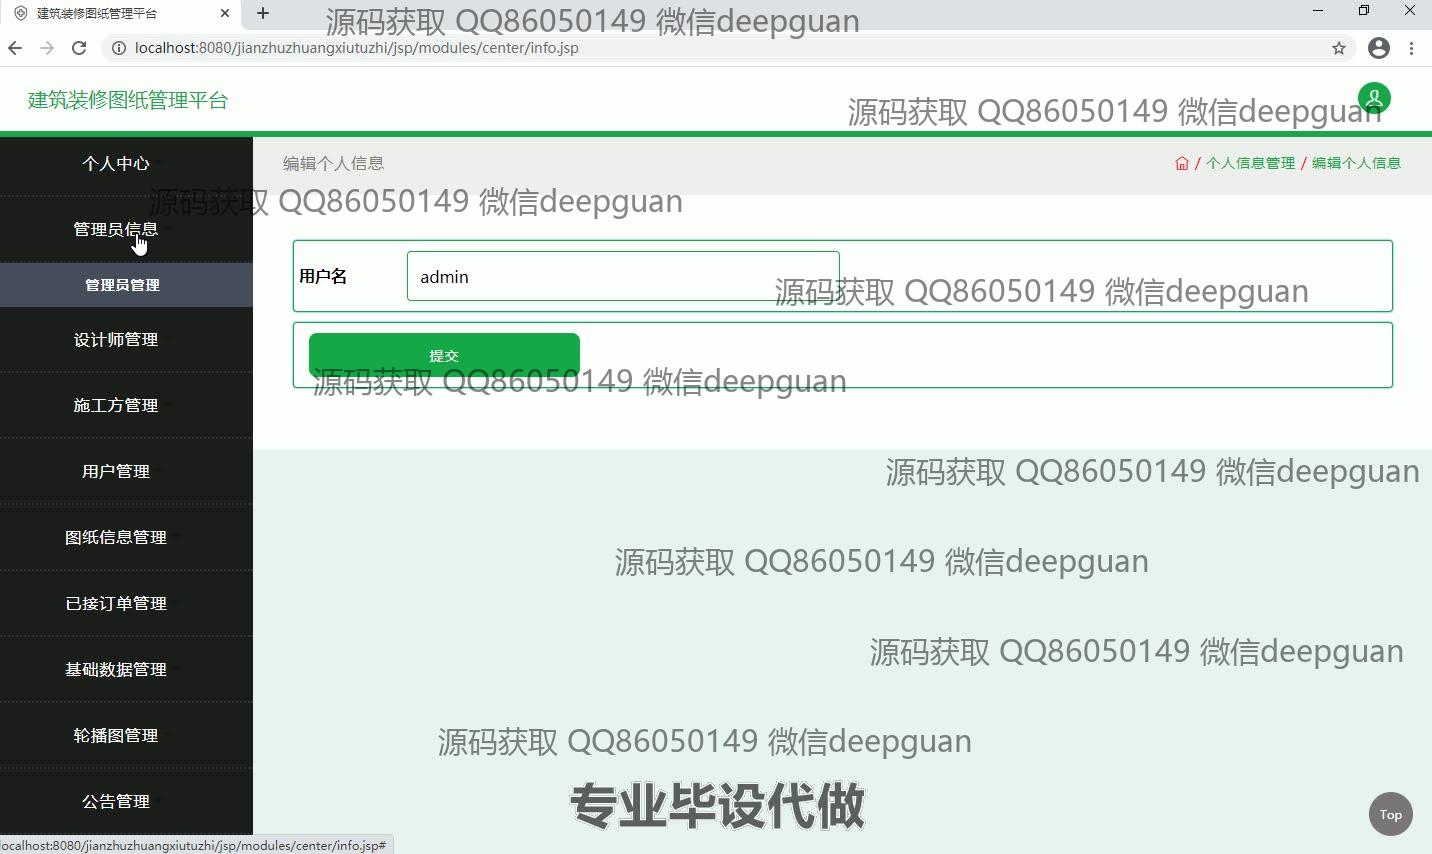 建筑装修图纸管理平台
源码获取 QQ86050149 微信deepguan
localhost:8080/jianzhuzhuangxiutuzhi/jsp/modules/center/info.jsp
建筑装修图纸管理平台
源码获取 QQ86050149 微信deepguan
个人中心
编辑个人信息
/ 个人信息管理 / 编辑个人信息
源码获取 QQ86050149 微信deepguan
管理员信息
管理员管理
用户名
admin
源码获取 QQ86050149 微信deepguan
设计师管理
提交
源码获取 QQ86050149 微信deepguan
施工方管理
用户管理
源码获取 QQ86050149 微信deepguan
图纸信息管理
源码获取 QQ86050149 微信deepguan
已接订单管理
源码获取 QQ86050149 微信deepguan
基础数据管理
轮播图管理
源码获取 QQ86050149 微信deepguan
公告管理
专业毕设代做
Top
localhost:8080/jianzhuzhuangxiutuzhi/jsp/modules/center/info.jsp#